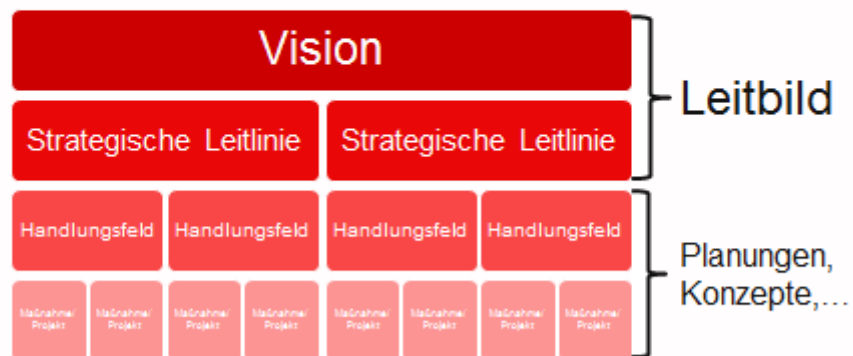 Vision
Leitbild
Strategische Leitlinie Strategische Leitlinie
Handlungsfeld Handlungsfeld Handlungsfeld Handlungsfeld
Planungen,
Konzepte,...
Maßnahme/ Maßnahme/ Maßnahme/ Maßnahme/ Maßnahme/ Maßnahme/ Maßnahme/ Maßnahme/
Projekt Projekt Projekt Projekt Projekt Projekt Projekt Projekt